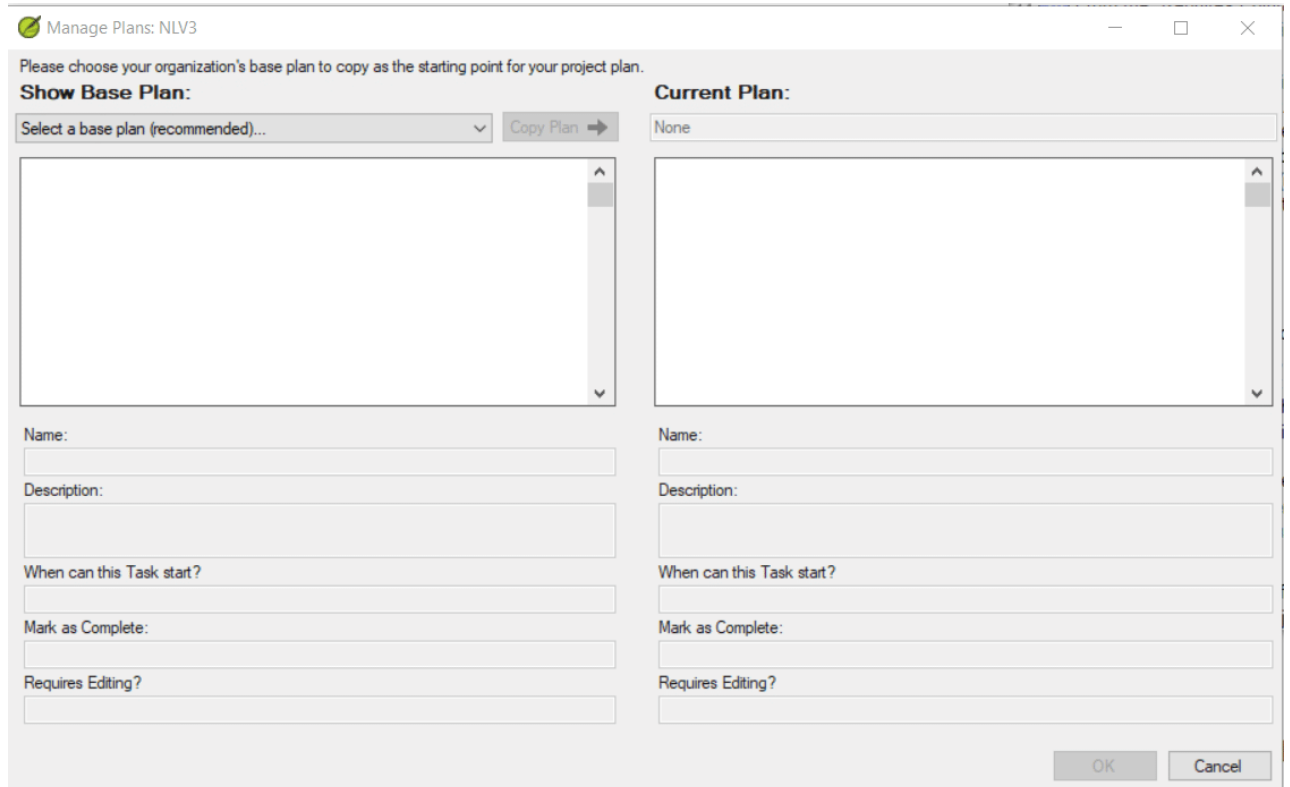 Manage Plans: NLV3
Please choose your organization's base plan to copy as the starting point for your project plan.
Show Base Plan:
Current Plan:
Select a base plan (recommended)...
Copy Plan
None
Name:
Name:
Description:
Description:
When can this Task start?
When can this Task start?
Mark as Complete:
Mark as Complete:
Requires Editing?
Requires Editing?
OK
Cancel